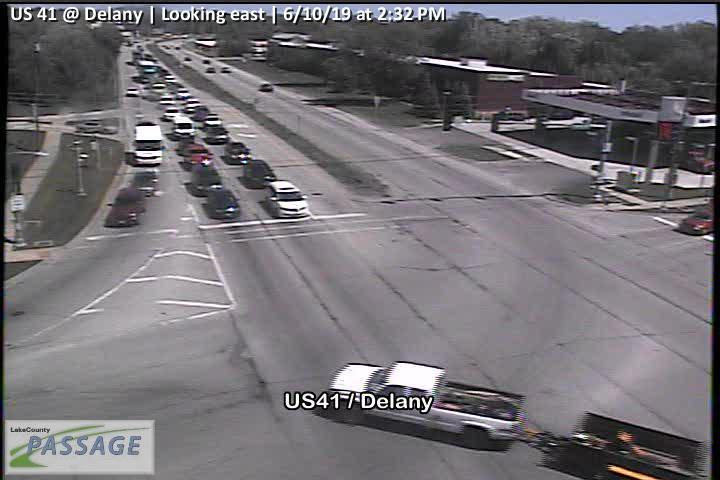 US 41 @ Delany | Looking east | 6/10/19 at 2:32 PM
US41 / Delany
LakeCounty
PASSAGE